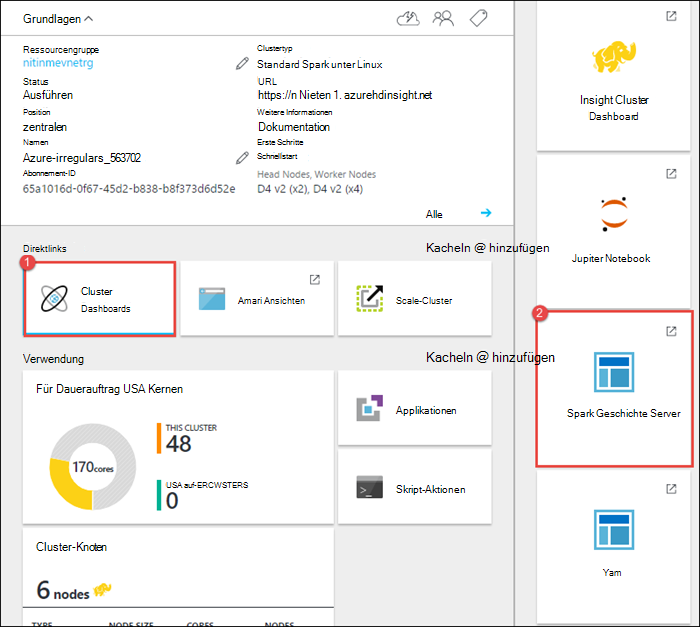 Grundlagen
Ressourcengruppe
nitinmevnetrg
Status
Ausführen
Position
zentralen
Namen
Azure-irregulars_563702
Abonnement-ID
65a1016d-0f67-45d2-b838-b8f373d6d52e
Clustertyp
Standard Spark unter Linux
URL
https://n Nieten 1. azurehdinsight.net
Weitere Informationen
Dokumentation
Erste Schritte
Schnellstart
Head Nodes, Worker Nodes
D4 v2 (x2), D4 v2 (x4)
Alle
Direktlinks
Kacheln @ hinzufügen
1
Cluster
Dashboards
Amari Ansichten
Scale-Cluster
Verwendung
Kacheln @ hinzufügen
Für Dauerauftrag USA Kernen
170cores
THIS CLUSTER
48
USA auf-ERCWSTERS
0
Applikationen
Skript-Aktionen
Cluster-Knoten
6 nodes
TYPE NODE SIZE CORES NODES
Insight Cluster
Dashboard
Jupiter Notebook
2
Spark Geschichte Server
Yam